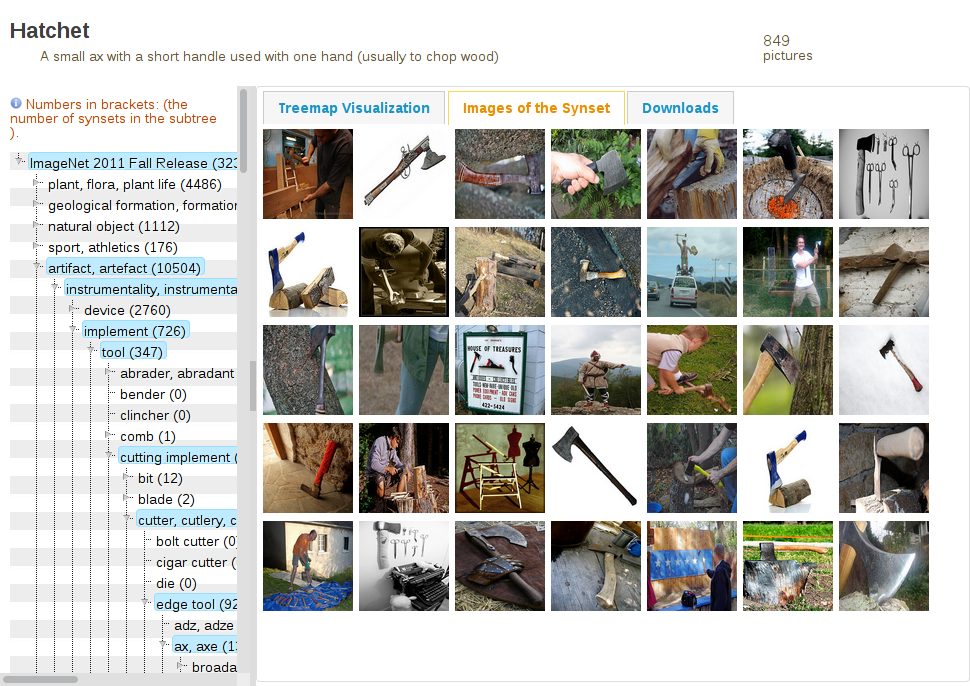 Hatchet
A small ax with a short handle used with one hand (usually to chop wood)
849
pictures
Numbers in brackets: (the
number of synsets in the subtree
).
ImageNet 2011 Fall Release (323
plant, flora, plant life (4486)
geological formation, formation
natural object (1112)
sport, athletics (176)
artifact, artefact (10504)
instrumentality, instrumenta
device (2760)
implement (726)
tool (347)
abrader, abradant
bender (0)
clincher (0)
comb (1)
cutting implement (
bit (12)
blade (2)
cutter, cutlery, c
bolt cutter (0)
cigar cutter (
die (0)
edge tool (92
adz, adze
ax, axe (13
broada
Treemap Visualization
Images of the Synset
Downloads
HOUSE OF TREASURES
422-5424